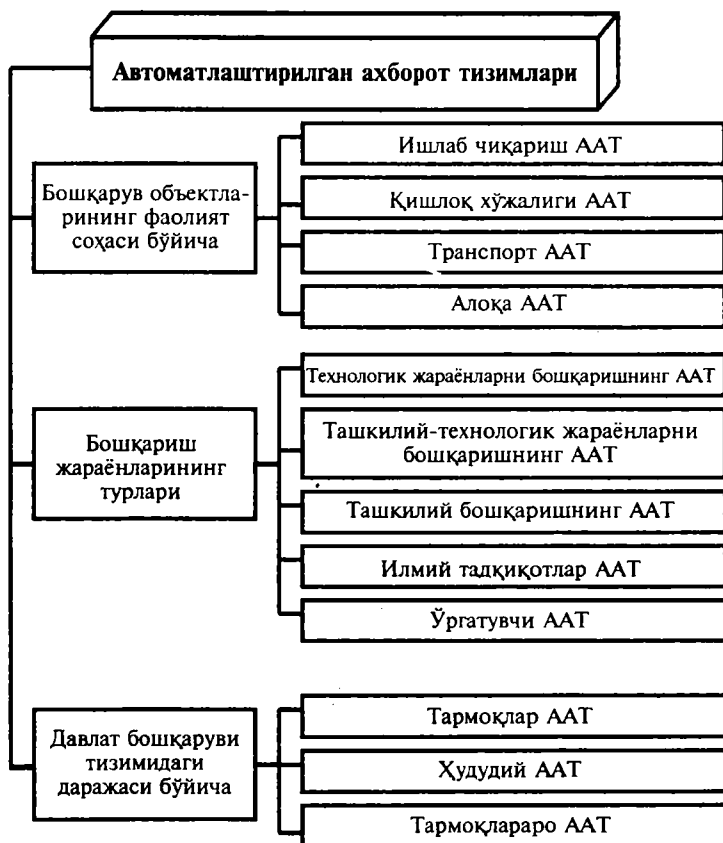 Автоматлаштирилган ахборот тизимлари
Бошқарув объектла-
рининг фаолият
соҳаси бўйича
Ишлаб чиқариш ААТ
Қишлоқ хўжалиги ААТ
Транспорт ААТ
Алоқа ААТ
Бошқариш
жараёнларининг
турлари
Технологик жараёнларни бошқаришнинг ААТ
Ташкилий-технологик жараёнларни
бошқаришнинг ААТ
Ташкилий бошқаришнинг ААТ
Илмий тадқиқотлар ААТ
Ўргатувчи ААТ
Давлат бошқаруви
тизимидаги
даражаси бўйича
Тармоқлар ААТ
Ҳудудий ААТ
Тармоқлараро ААТ